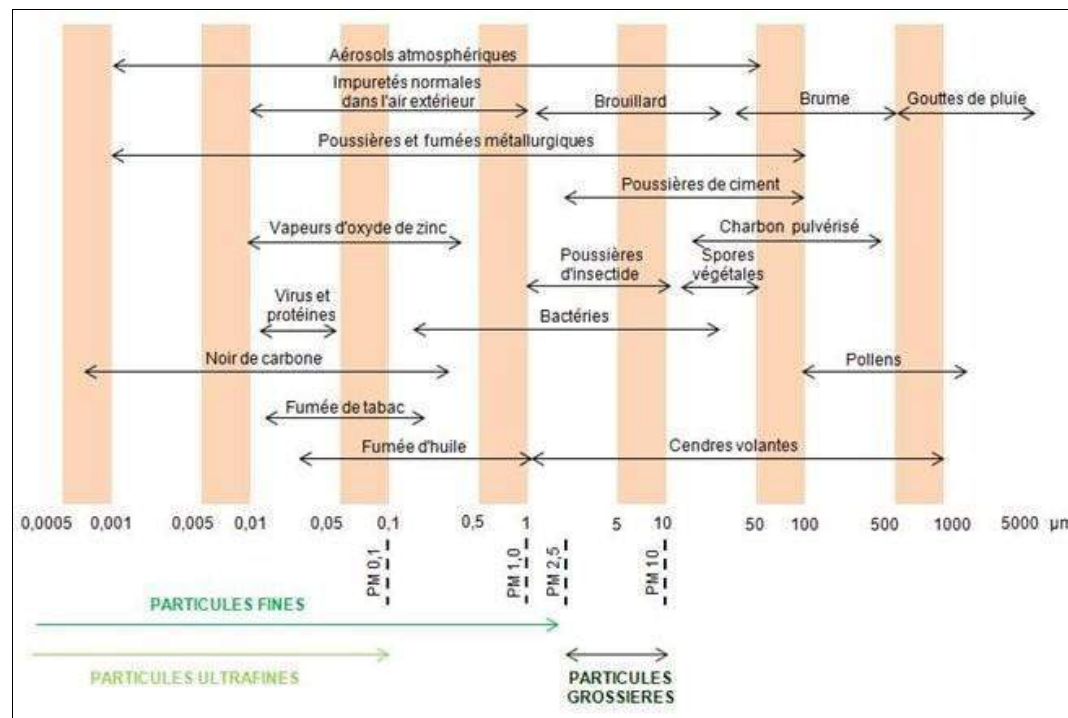 Aérosols atmosphériques
Impuretés normales
dans l'air extérieur
Brouillard
Brume
Gouttes de pluie
Poussières et fumées métallurgiques
Poussières de ciment
Vapeurs d'oxyde de zinc
Charbon pulvérisé
Poussières
d'insectide
Spores
végétales
Virus et
protéines
Bactéries
Noir de carbone
Pollens
Fumée de tabac
Fumée d'huile
Cendres volantes
0,0005 0,001 0,005 0,01 0,05 0,1 0,5 1 5 10 50 100 500 1000 5000 µm
PM 0,1
PM 1,0
PM 2,5
PM 10
PARTICULES FINES
PARTICULES ULTRAFINES
PARTICULES
GROSSIERES